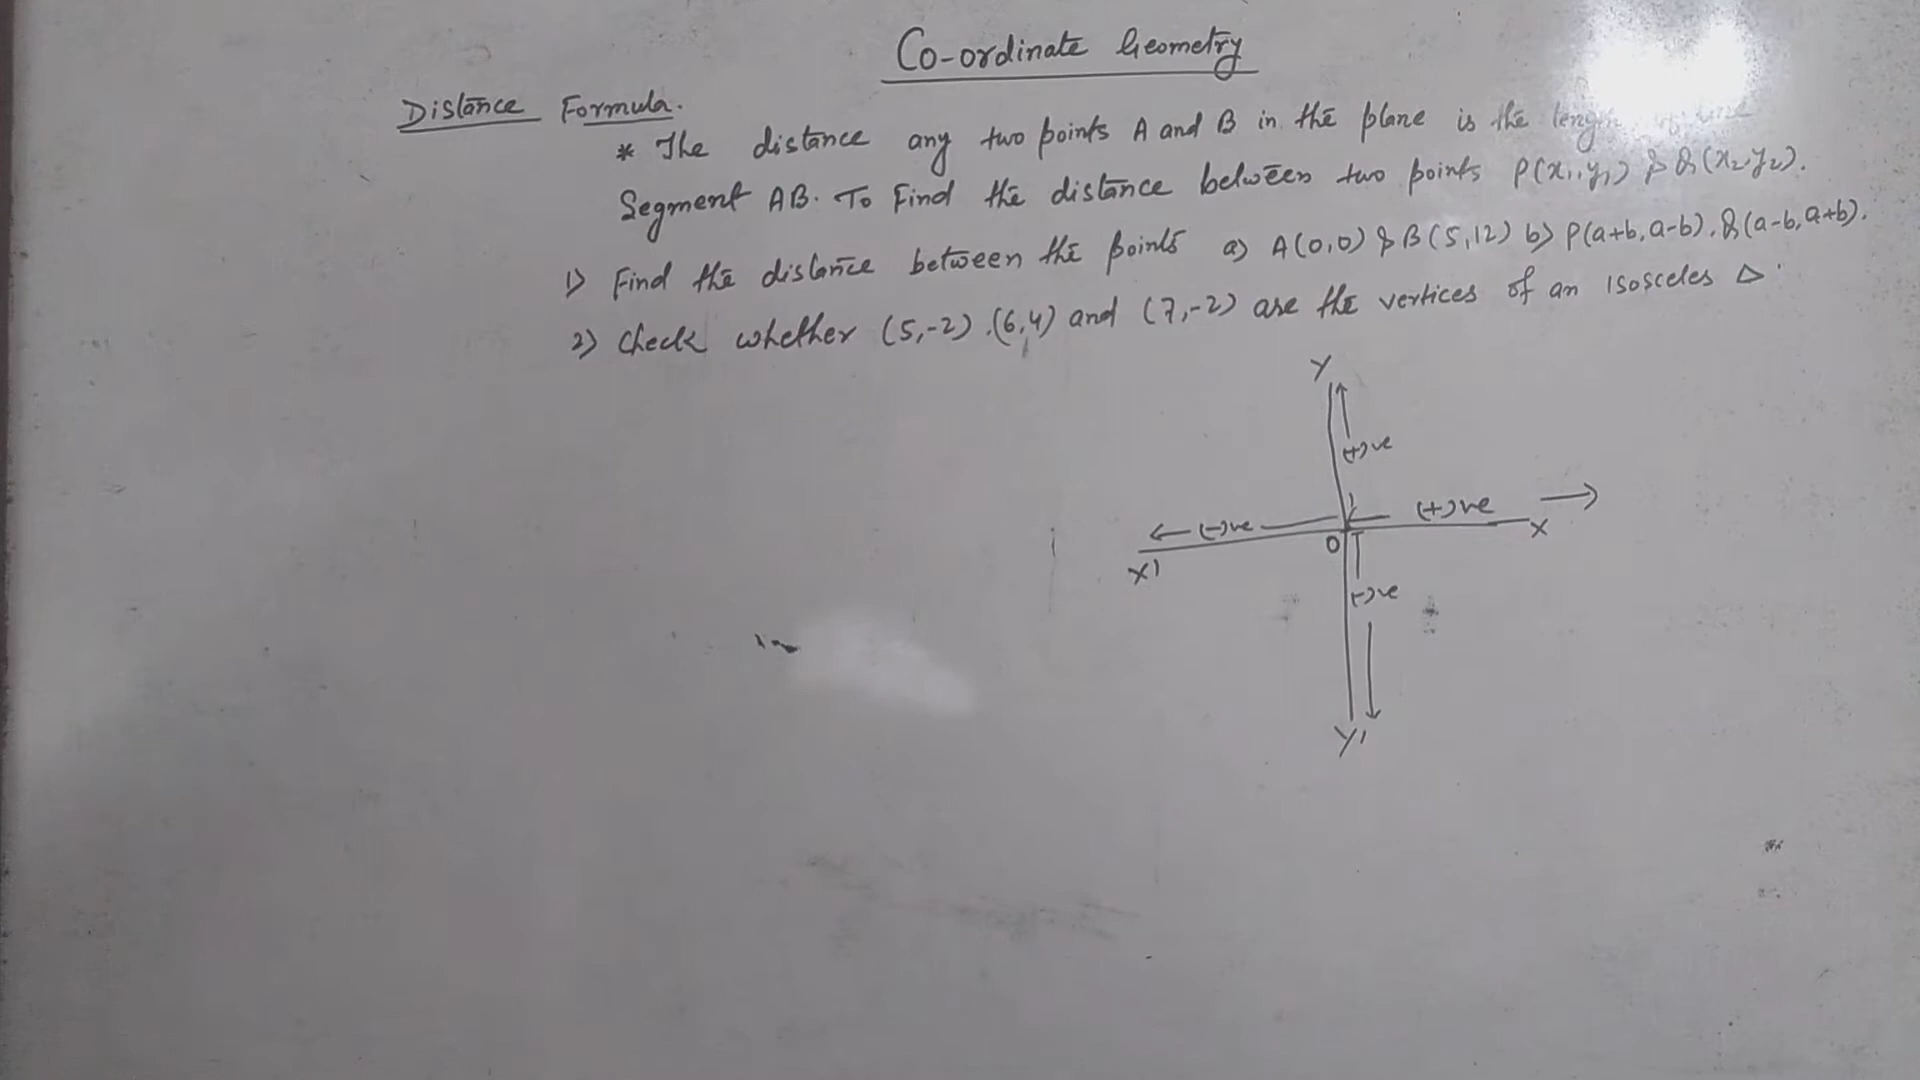 Co-ordinate Geometry
Distance Formula.
* The distance any two points A and B in the plane is the
Segment AB. To Find the distance between two points P(x₁,y₁) & Q(x₂,y₂).
1) Find the distance between the points a) A(0,0) & B(5,12) b) P(a+b,a-b), Q(a-b,a+b).
2) Check whether (5,-2), (6,4) and (7,-2) are the vertices of an Isosceles Δ.
Y
(+)ve
(-)ve (+)ve
X' O X
(-)ve
Y'